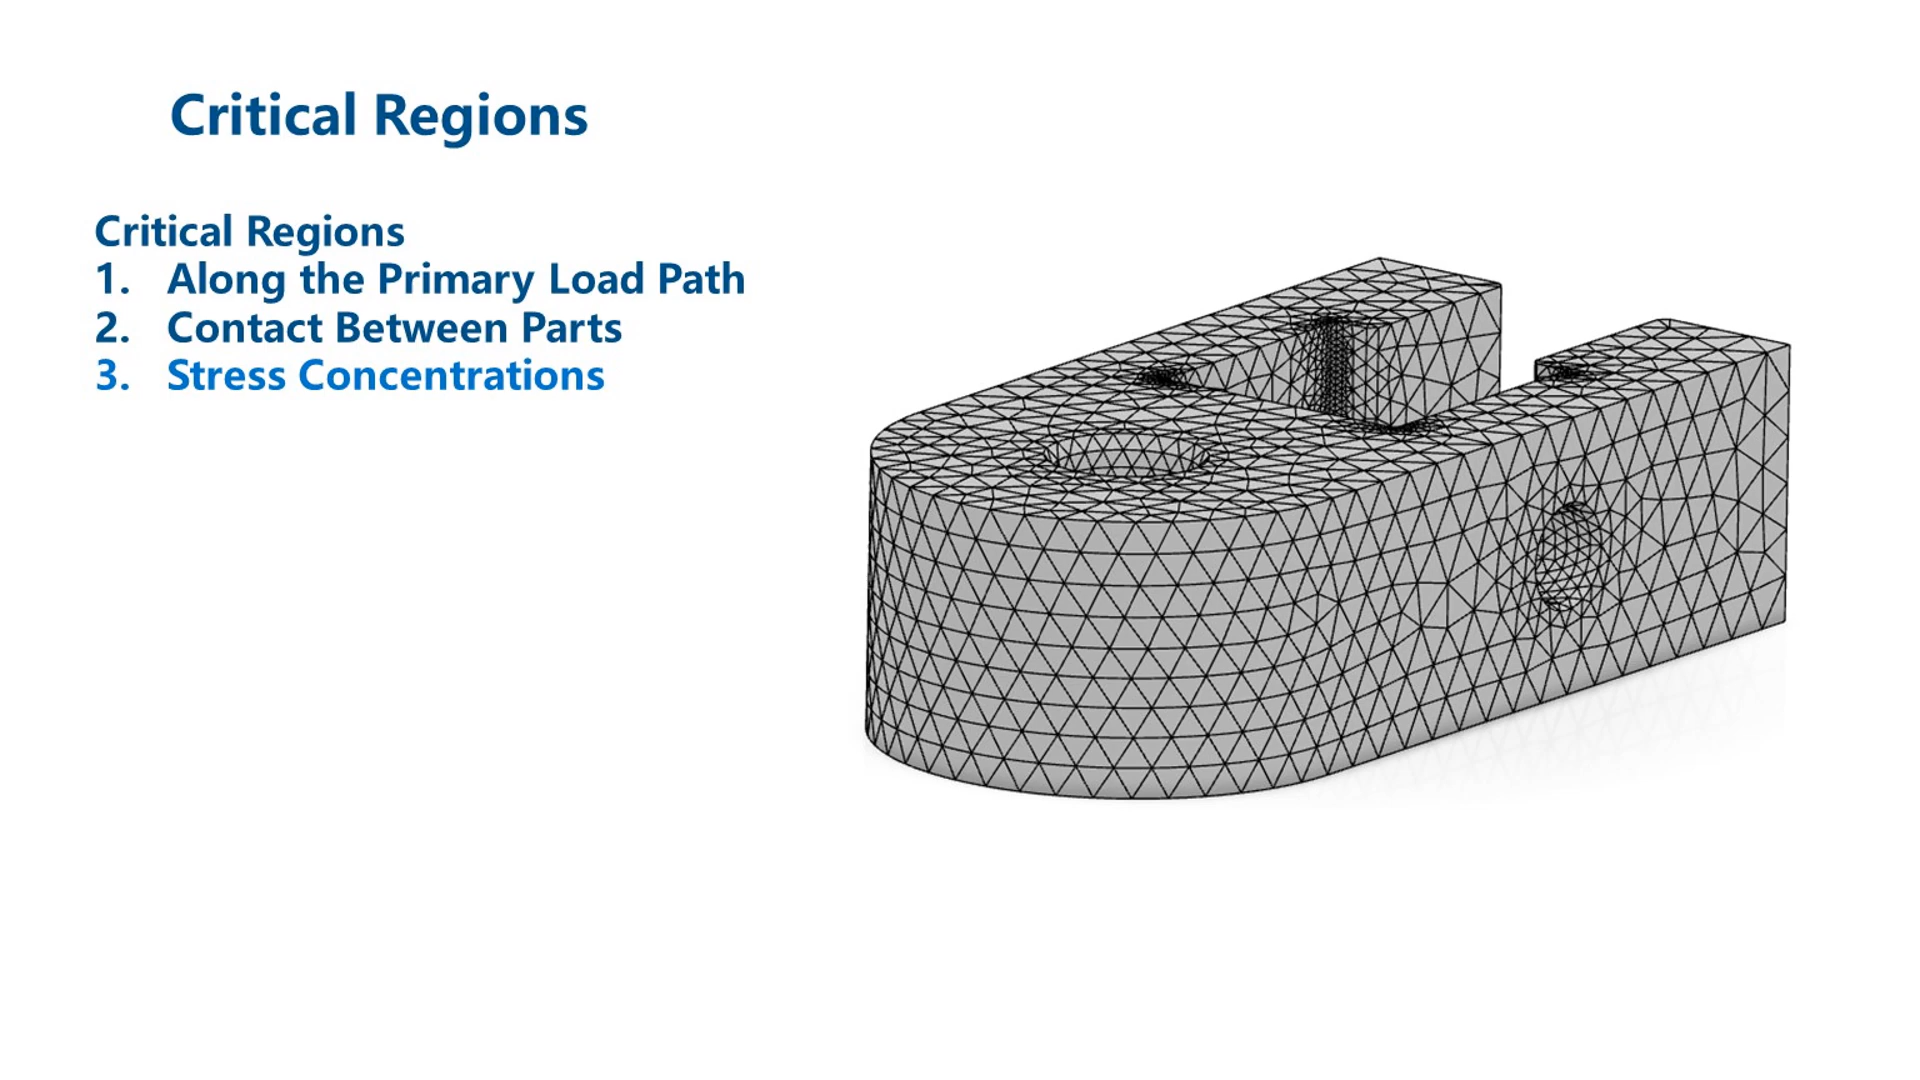 Critical Regions
Critical Regions
1. Along the Primary Load Path
2. Contact Between Parts
3. Stress Concentrations